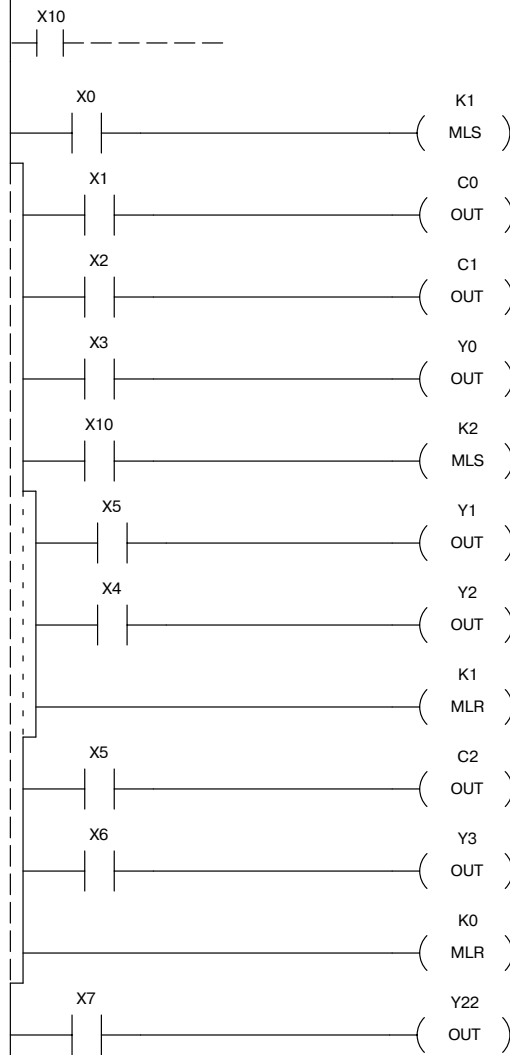 X10
X0 K1
MLS
X1 C0
OUT
X2 C1
OUT
X3 Y0
OUT
X10 K2
MLS
X5 Y1
OUT
X4 Y2
OUT
K1
MLR
X5 C2
OUT
X6 Y3
OUT
K0
MLR
X7 Y22
OUT